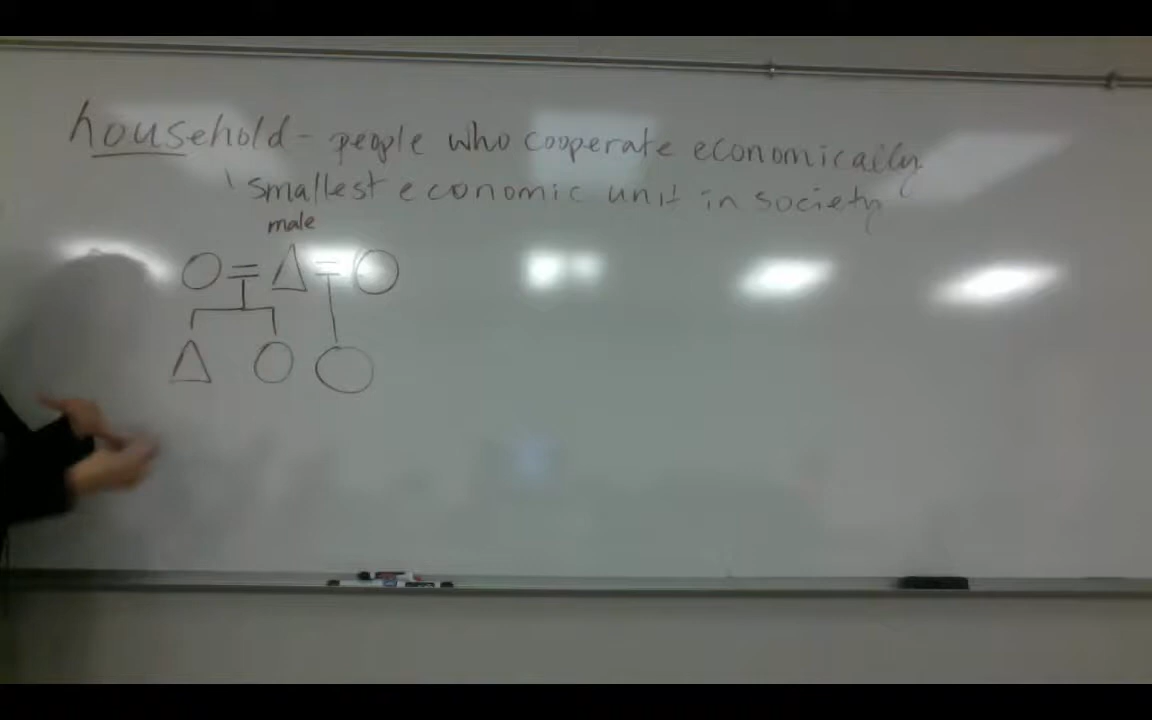 household - people who cooperate economically
smallest economic unit in society
male